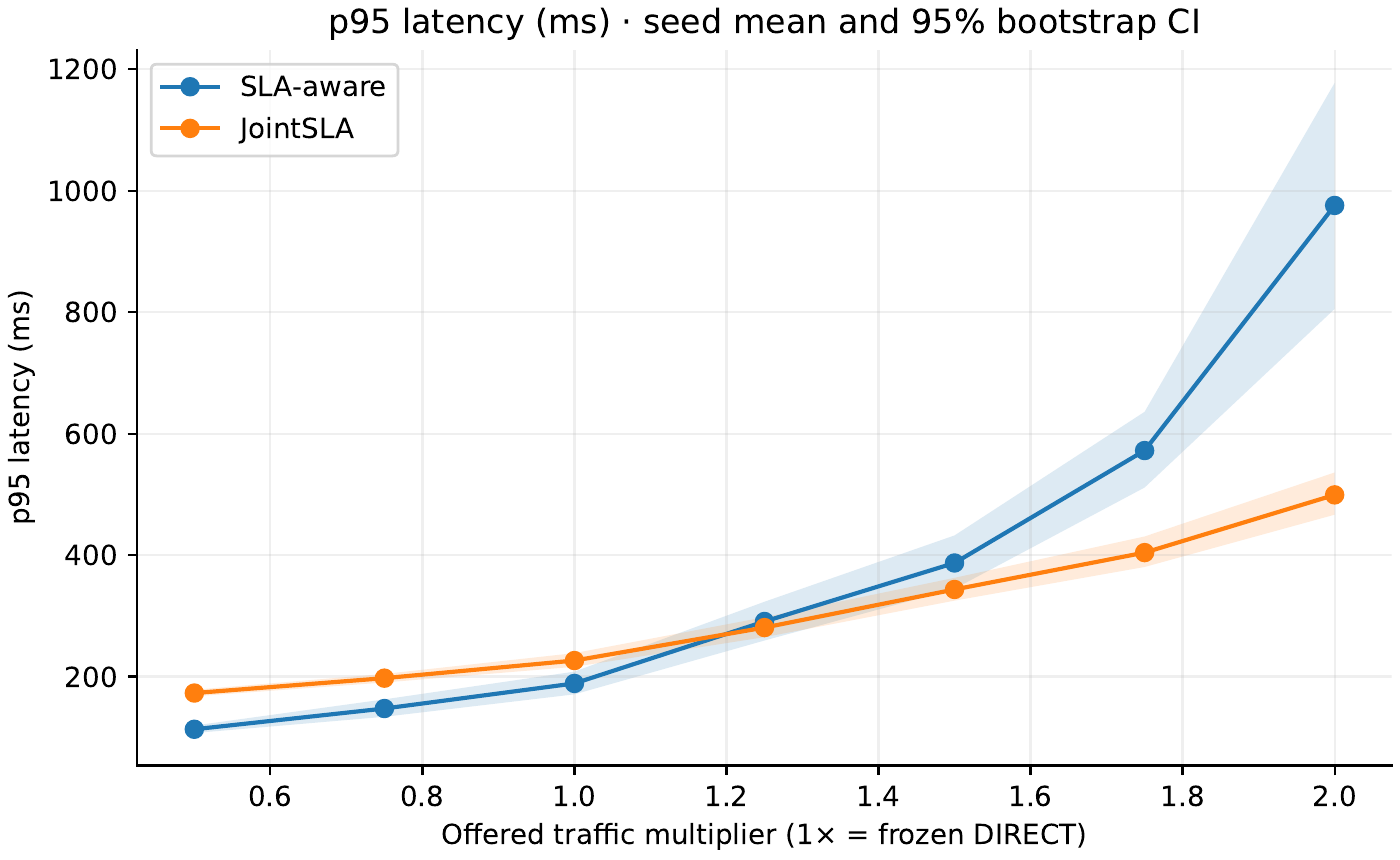 p95 latency (ms) · seed mean and 95% bootstrap CI
SLA-aware
JointSLA
p95 latency (ms)
1200
1000
800
600
400
200
0.6 0.8 1.0 1.2 1.4 1.6 1.8 2.0
Offered traffic multiplier (1× = frozen DIRECT)